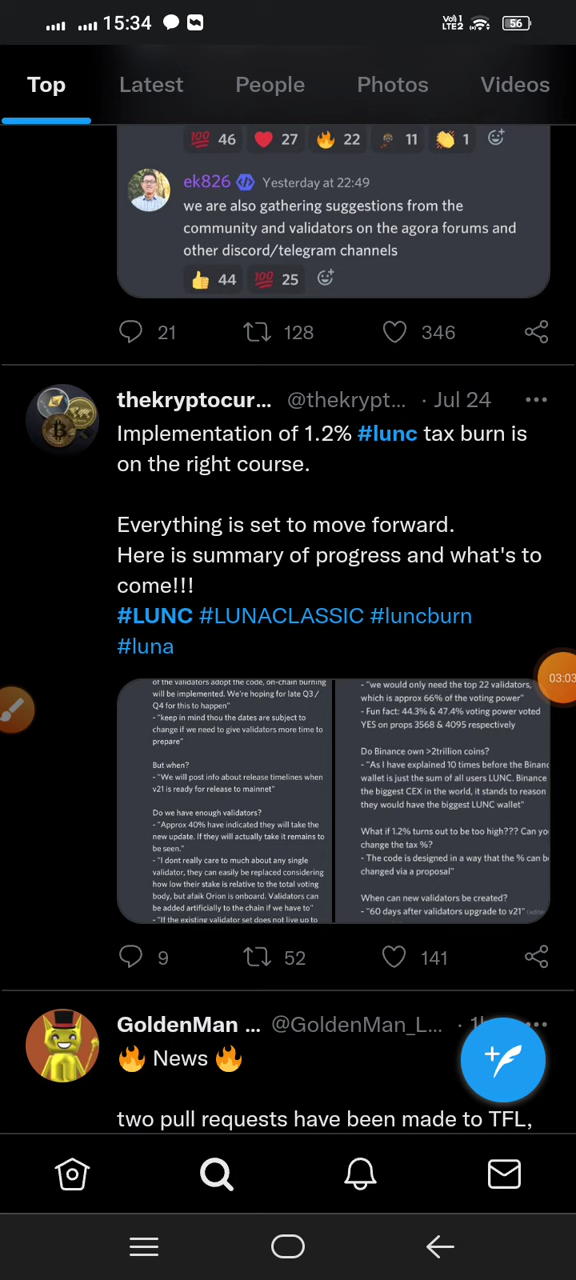 15:34
Vo)) 1
LTE2
56
Top Latest People Photos Videos
46 27 22 11 1
ek826 Yesterday at 22:49
we are also gathering suggestions from the
community and validators on the agora forums and
other discord/telegram channels
44 25
21 128 346
thekryptocur... @thekrypt... · Jul 24
Implementation of 1.2% #lunc tax burn is
on the right course.
Everything is set to move forward.
Here is summary of progress and what's to
come!!!
#LUNC #LUNACLASSIC #luncburn
#luna
of the validators adopt the code, on-chain burning
will be implemented. We're hoping for late Q3 /
Q4 for this to happen"
- "keep in mind thou the dates are subject to
change if we need to give validators more time to
prepare"
But when?
- "We will post info about release timelines when
v21 is ready for release to mainnet"
Do we have enough validators?
- "Approx 40% have indicated they will take the
new update. If they will actually take it remains to
be seen."
- "I dont really care to much about any single
validator, they can easily be replaced considering
how low their stake is relative to the total voting
body, but afaik Orion is onboard. Validators can
be added artificially to the chain if we have to"
- "If the existing validator set does not live up to
- "we would only need the top 22 validators,
which is approx 66% of the voting power"
- Fun fact: 44.3% & 47.4% voting power voted
YES on props 3568 & 4095 respectively
Do Binance own >2trillion coins?
- "As I have explained 10 times before the Binanc
wallet is just the sum of all users LUNC. Binance
the biggest CEX in the world, it stands to reason
they would have the biggest LUNC wallet"
What if 1.2% turns out to be too high??? Can yo
change the tax %?
- The code is designed in a way that the % can b
changed via a proposal"
When can new validators be created?
- "60 days after validators upgrade to v21"
03:03
9 52 141
GoldenMan ... @GoldenMan_L... ·
News
two pull requests have been made to TFL,